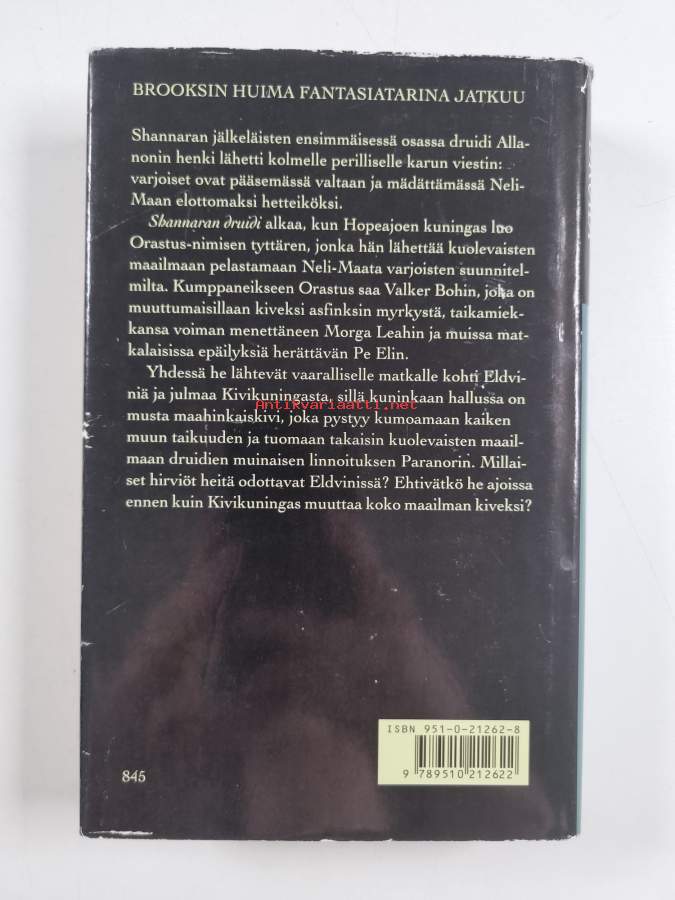 BROOKSIN HUIMA FANTASIATARINA JATKUU
Shannaran jälkeläisten ensimmäisessä osassa druidi Alla-
nonin henki lähetti kolmelle perilliselle karun viestin:
varjoiset ovat pääsemässä valtaan ja mädättämässä Neli-
Maan elottomaksi hetteiköksi.
Shannaran druidi alkaa, kun Hopeajoen kuningas luo
Orastus-nimisen tyttären, jonka hän lähettää kuolevaisten
maailmaan pelastamaan Neli-Maata varjoisten suunnitel-
milta. Kumppaneikseen Orastus saa Valker Bohin, joka on
muuttumaisillaan kiveksi asfinksin myrkystä, taikamiek-
kansa voiman menettäneen Morga Leahin ja muissa mat-
kalaisissa epäilyksiä herättävän Pe Elin.
Yhdessä he lähtevät vaaralliselle matkalle kohti Eldvi-
niä ja julmaa Kivikuningasta, sillä kuninkaan hallussa on
Antikvariaatti.net
musta maahinkaiskivi, joka pystyy kumoamaan kaiken
muun taikuuden ja tuomaan takaisin kuolevaisten maail-
maan druidien muinaisen linnoituksen Paranorin. Millai-
set hirviöt heitä odottavat Eldvinissä? Ehtivätkö he ajoissa
ennen kuin Kivikuningas muuttaa koko maailman kiveksi?
ISBN 951-0-21262-8
9 789510 212622
845